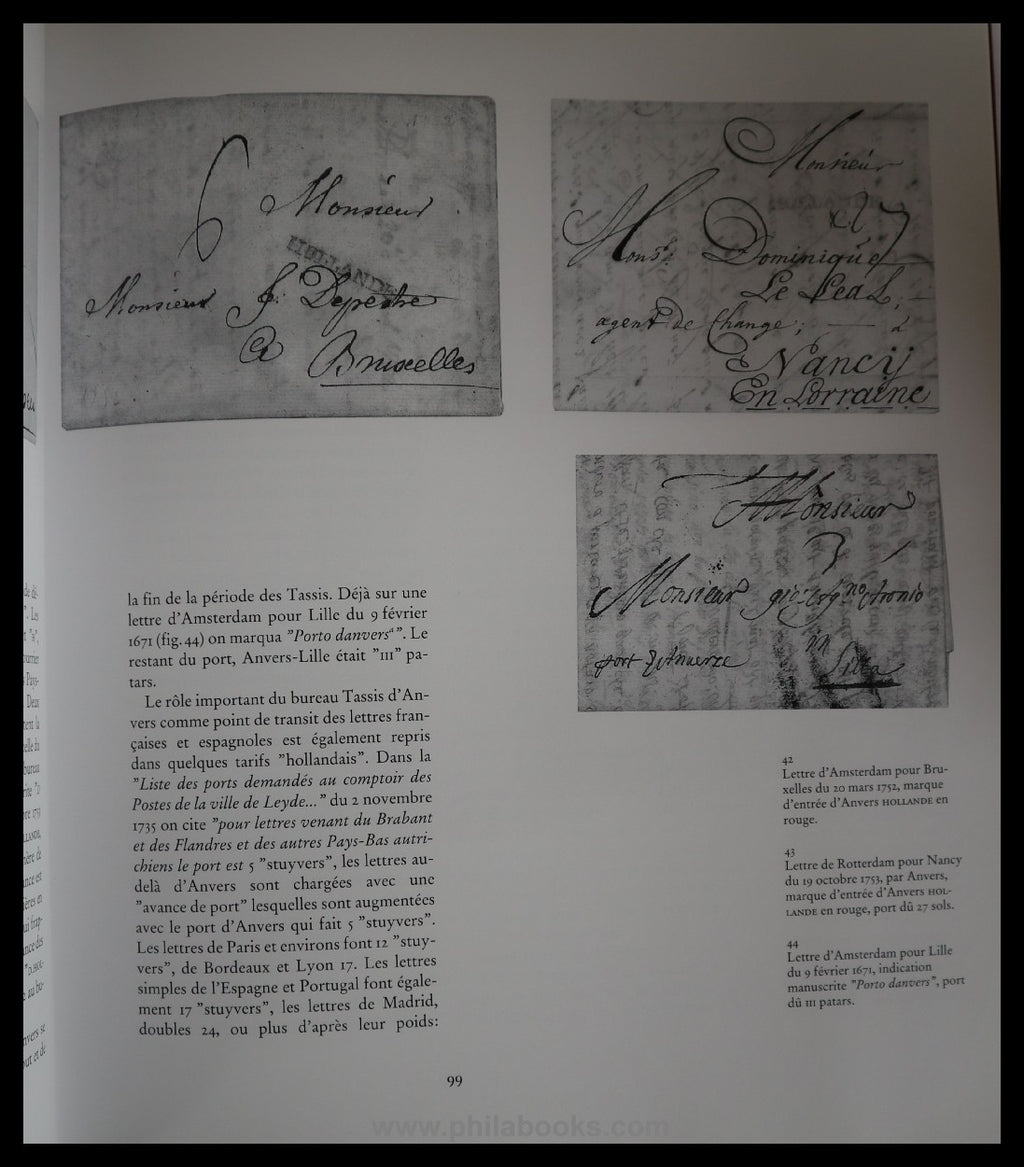 6
Monsieur
HOLLANDE
Monsieur J: Depestre
A Bruxelles
Monsieur
27
Mons.r Dominique
Le Leal,
agent de Change; — à
Nancij
En Lorraine
Monsieur
Monsieur
port d'Anuerze
in
Lilla
la fin de la période des Tassis. Déjà sur une
lettre d'Amsterdam pour Lille du 9 février
1671 (fig. 44) on marqua "Porto danversᵃ". Le
restant du port, Anvers-Lille était "III" pa-
tars.
Le rôle important du bureau Tassis d'An-
vers comme point de transit des lettres fran-
çaises et espagnoles est également repris
dans quelques tarifs "hollandais". Dans la
"Liste des ports demandés au comptoir des
Postes de la ville de Leyde..." du 2 novembre
1735 on cite "pour lettres venant du Brabant
et des Flandres et des autres Pays-Bas autri-
chiens le port est 5 "stuyvers", les lettres au-
delà d'Anvers sont chargées avec une
"avance de port" lesquelles sont augmentées
avec le port d'Anvers qui fait 5 "stuyvers".
Les lettres de Paris et environs font 12 "stuy-
vers", de Bordeaux et Lyon 17. Les lettres
simples de l'Espagne et Portugal font égale-
ment 17 "stuyvers", les lettres de Madrid,
doubles 24, ou plus d'après leur poids:
42
Lettre d'Amsterdam pour Bru-
xelles du 20 mars 1752, marque
d'entrée d'Anvers HOLLANDE en
rouge.
43
Lettre de Rotterdam pour Nancy
du 19 octobre 1753, par Anvers,
marque d'entrée d'Anvers HOL-
LANDE en rouge, port dû 27 sols.
44
Lettre d'Amsterdam pour Lille
du 9 février 1671, indication
manuscrite "Porto danvers", port
dû III patars.
99
www.philabooks.com